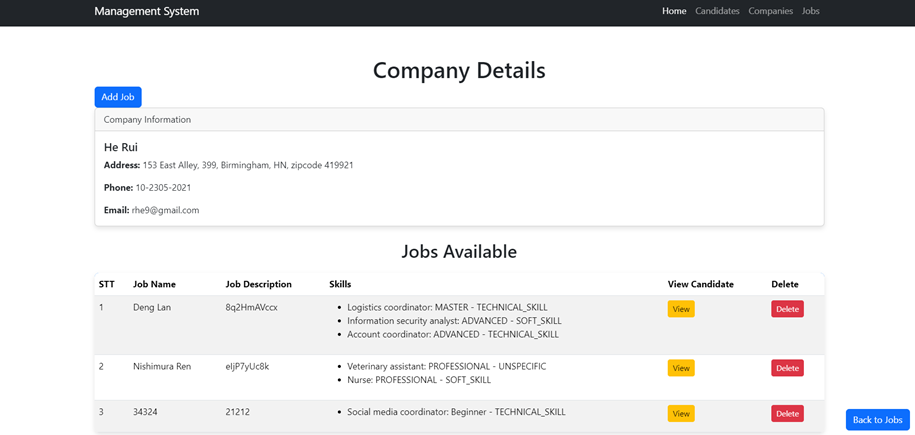 Management System Home Candidates Companies Jobs
Company Details
Add Job
Company Information
He Rui
Address: 153 East Alley, 399, Birmingham, HN, zipcode 419921
Phone: 10-2305-2021
Email: rhe9@gmail.com
Jobs Available
STT Job Name Job Description Skills View Candidate Delete
1 Deng Lan 8q2HmAVccx • Logistics coordinator: MASTER - TECHNICAL_SKILL View Delete
• Information security analyst: ADVANCED - SOFT_SKILL
• Account coordinator: ADVANCED - TECHNICAL_SKILL
2 Nishimura Ren eIjP7yUc8k • Veterinary assistant: PROFESSIONAL - UNSPECIFIC View Delete
• Nurse: PROFESSIONAL - SOFT_SKILL
3 34324 21212 • Social media coordinator: Beginner - TECHNICAL_SKILL View Delete
Back to Jobs